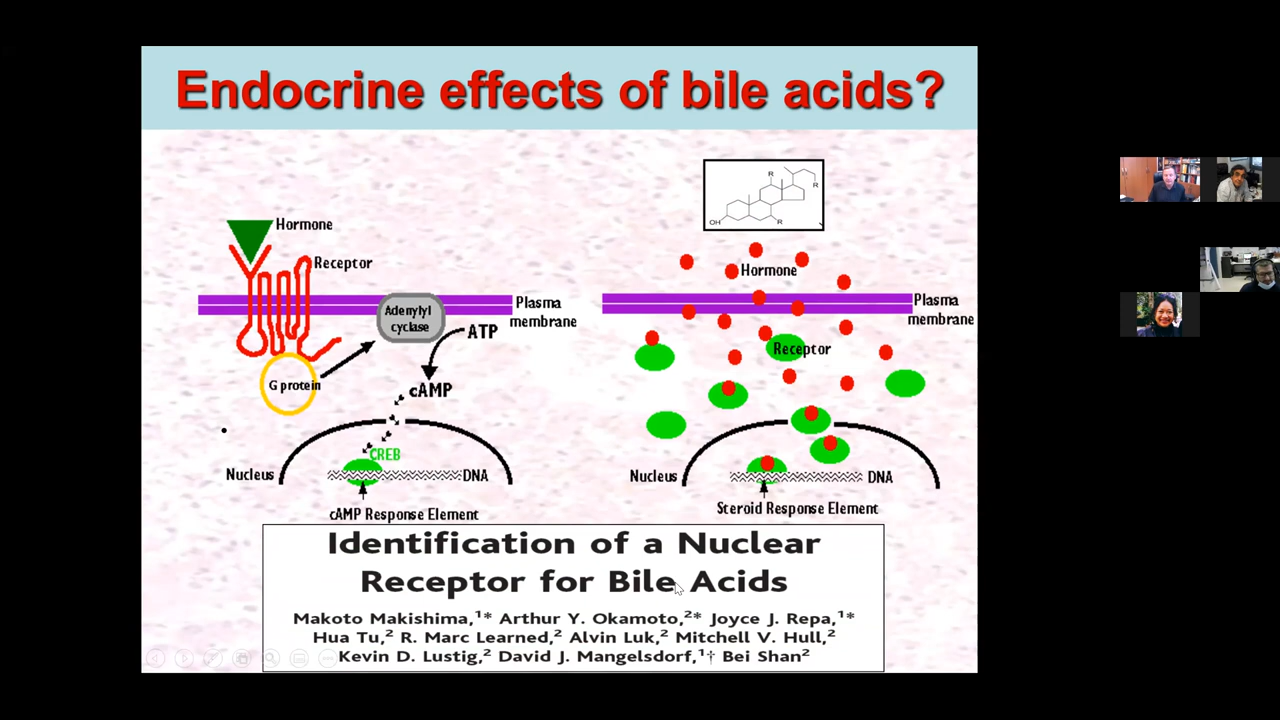 Endocrine effects of bile acids?
Hormone
Receptor
Plasma
membrane
Adenylyl
cyclase
ATP
G protein
cAMP
CREB
Nucleus
DNA
cAMP Response Element
R
R
OH
R
Hormone
Plasma
membrane
Receptor
Nucleus
DNA
Steroid Response Element
Identification of a Nuclear
Receptor for Bile Acids
Makoto Makishima,¹* Arthur Y. Okamoto,²* Joyce J. Repa,¹*
Hua Tu,² R. Marc Learned,² Alvin Luk,² Mitchell V. Hull,²
Kevin D. Lustig,² David J. Mangelsdorf,¹† Bei Shan²